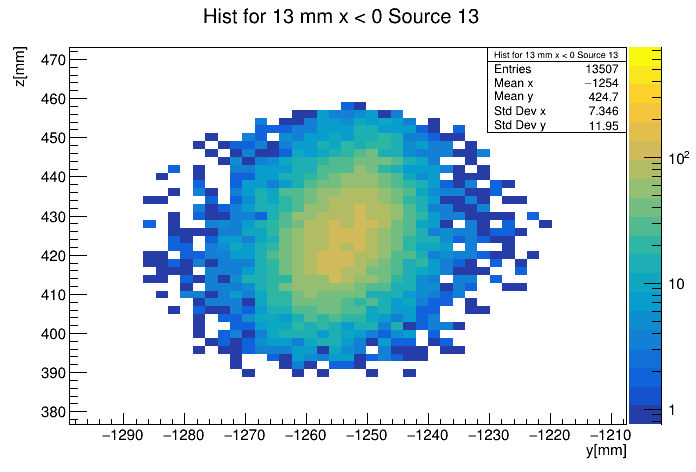 Hist for 13 mm x < 0 Source 13
z[mm]
Hist for 13 mm x < 0 Source 13
Entries 13507
Mean x −1254
Mean y 424.7
Std Dev x 7.346
Std Dev y 11.95
470
460
450
440
430
420
410
400
390
380
10²
10
1
−1290 −1280 −1270 −1260 −1250 −1240 −1230 −1220 −1210
y[mm]